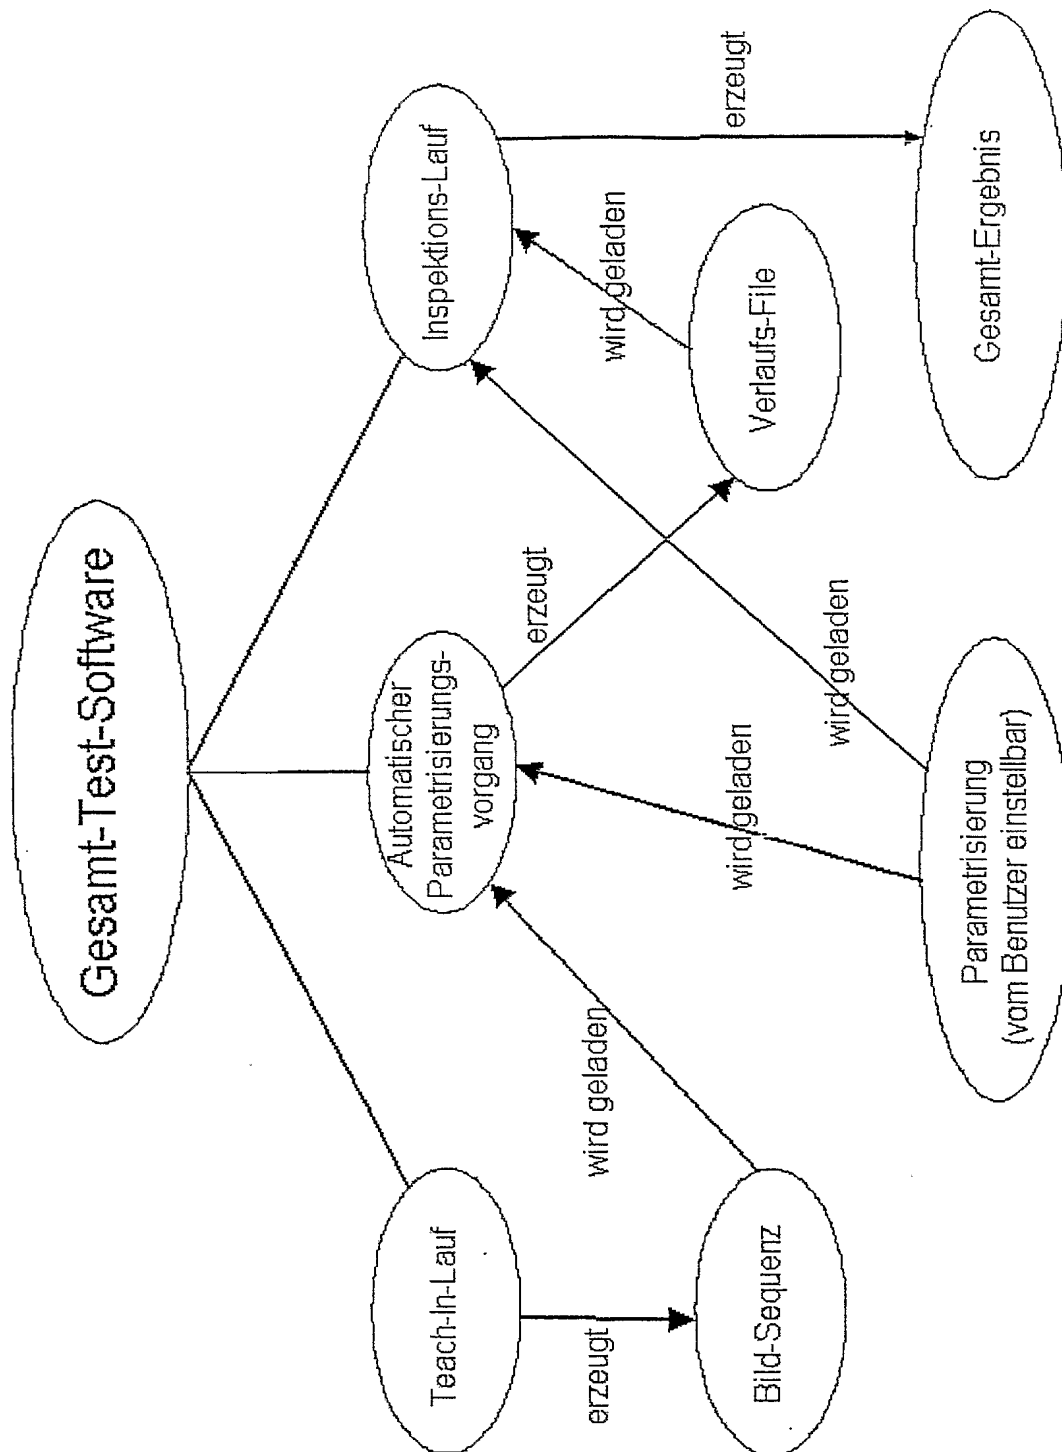 Gesamt-Test-Software
Teach-In-Lauf
Automatischer
Parametrisierungs-
vorgang
Inspektions-Lauf
erzeugt
wird geladen
wird geladen
erzeugt
wird geladen
wird geladen
erzeugt
Bild-Sequenz
Verlaufs-File
Parametrisierung
(vom Benutzer einstellbar)
Gesamt-Ergebnis